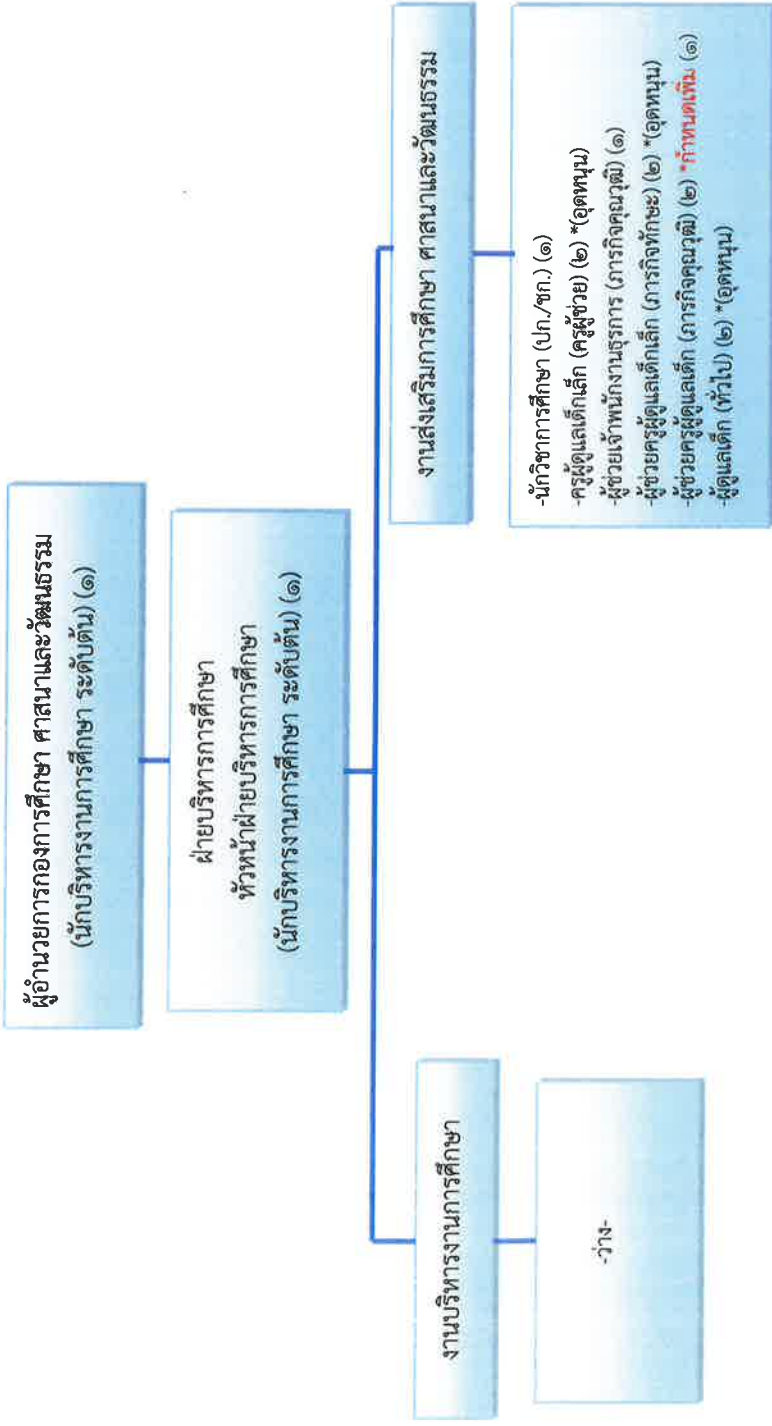 ผู้อำนวยการกองการศึกษา ศาสนาและวัฒนธรรม
(นักบริหารงานการศึกษา ระดับต้น) (๑)
ฝ่ายบริหารการศึกษา
หัวหน้าฝ่ายบริหารการศึกษา
(นักบริหารงานการศึกษา ระดับต้น) (๑)
งานบริหารงานการศึกษา
-ว่าง-
งานส่งเสริมการศึกษา ศาสนาและวัฒนธรรม
-นักวิชาการศึกษา (ปก./ชก.) (๑)
-ครูผู้ดูแลเด็กเล็ก (ครูผู้ช่วย) (๒) *(อุดหนุน)
-ผู้ช่วยเจ้าพนักงานธุรการ (ภารกิจคุณวุฒิ) (๑)
-ผู้ช่วยครูผู้ดูแลเด็กเล็ก (ภารกิจทักษะ) (๒) *(อุดหนุน)
-ผู้ช่วยครูผู้ดูแลเด็ก (ภารกิจคุณวุฒิ) (๒) *กำหนดเพิ่ม (๑)
-ผู้ดูแลเด็ก (ทั่วไป) (๒) *(อุดหนุน)